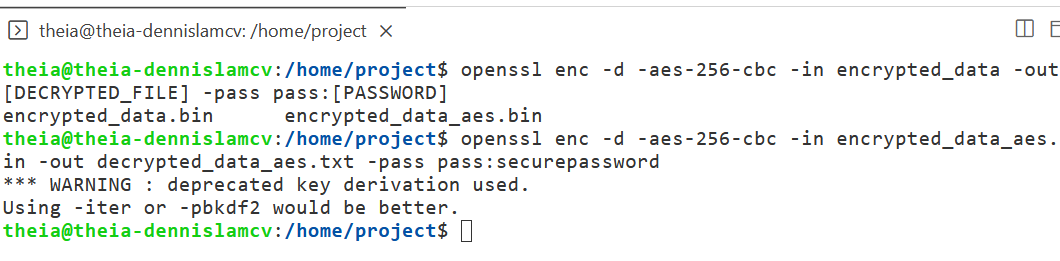 theia@theia-dennislamcv: /home/project
theia@theia-dennislamcv:/home/project$ openssl enc -d -aes-256-cbc -in encrypted_data -out
[DECRYPTED_FILE] -pass pass:[PASSWORD]
encrypted_data.bin encrypted_data_aes.bin
theia@theia-dennislamcv:/home/project$ openssl enc -d -aes-256-cbc -in encrypted_data_aes.
in -out decrypted_data_aes.txt -pass pass:securepassword
*** WARNING : deprecated key derivation used.
Using -iter or -pbkdf2 would be better.
theia@theia-dennislamcv:/home/project$